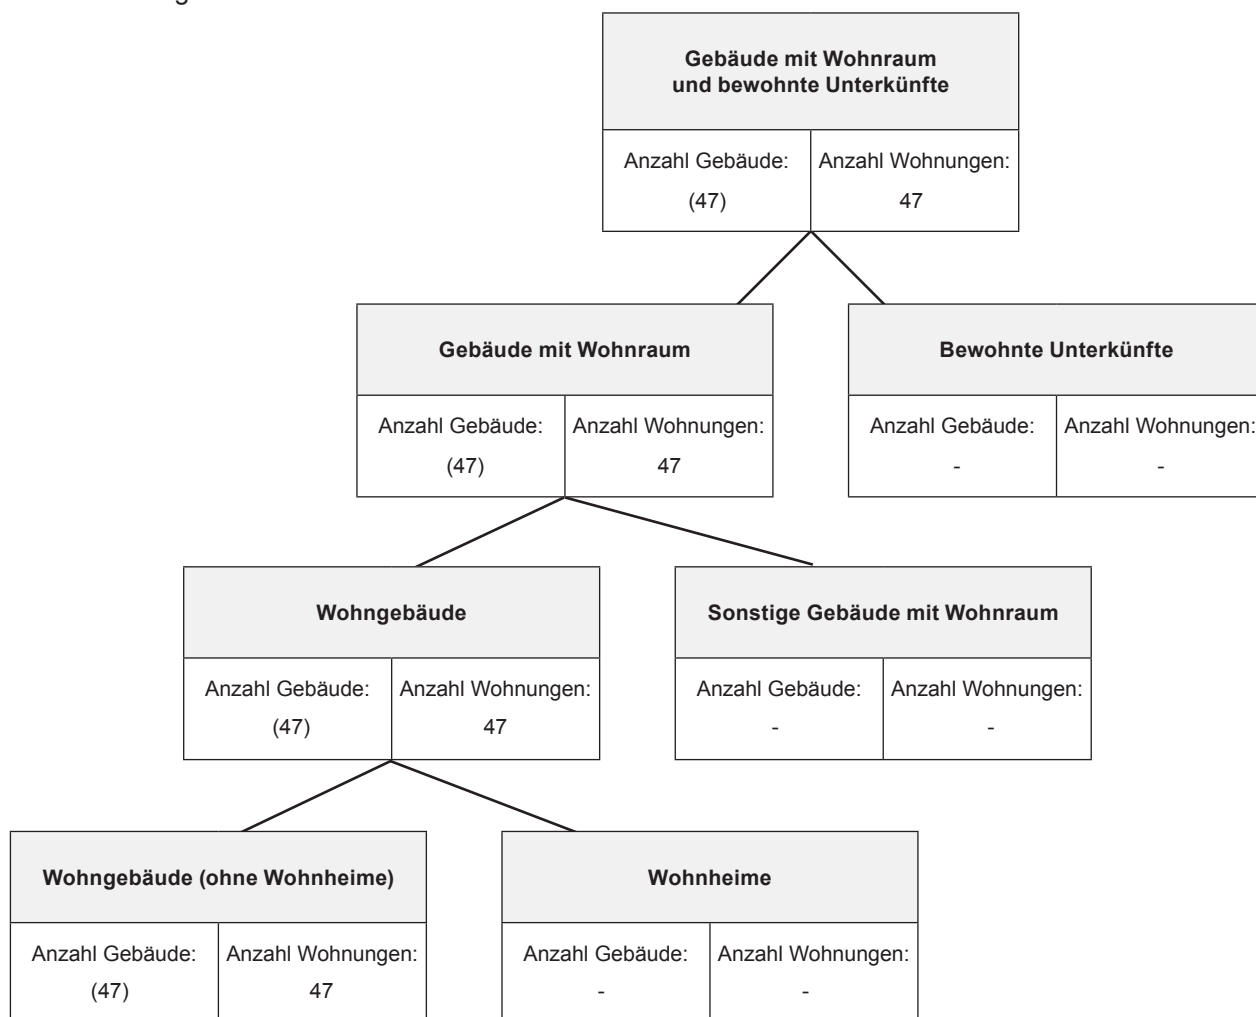 Gebäude mit Wohnraum
und bewohnte Unterkünfte
Anzahl Gebäude: Anzahl Wohnungen:
(47) 47
Gebäude mit Wohnraum Bewohnte Unterkünfte
Anzahl Gebäude: Anzahl Wohnungen: Anzahl Gebäude: Anzahl Wohnungen:
(47) 47 - -
Wohngebäude Sonstige Gebäude mit Wohnraum
Anzahl Gebäude: Anzahl Wohnungen: Anzahl Gebäude: Anzahl Wohnungen:
(47) 47 - -
Wohngebäude (ohne Wohnheime) Wohnheime
Anzahl Gebäude: Anzahl Wohnungen: Anzahl Gebäude: Anzahl Wohnungen:
(47) 47 - -